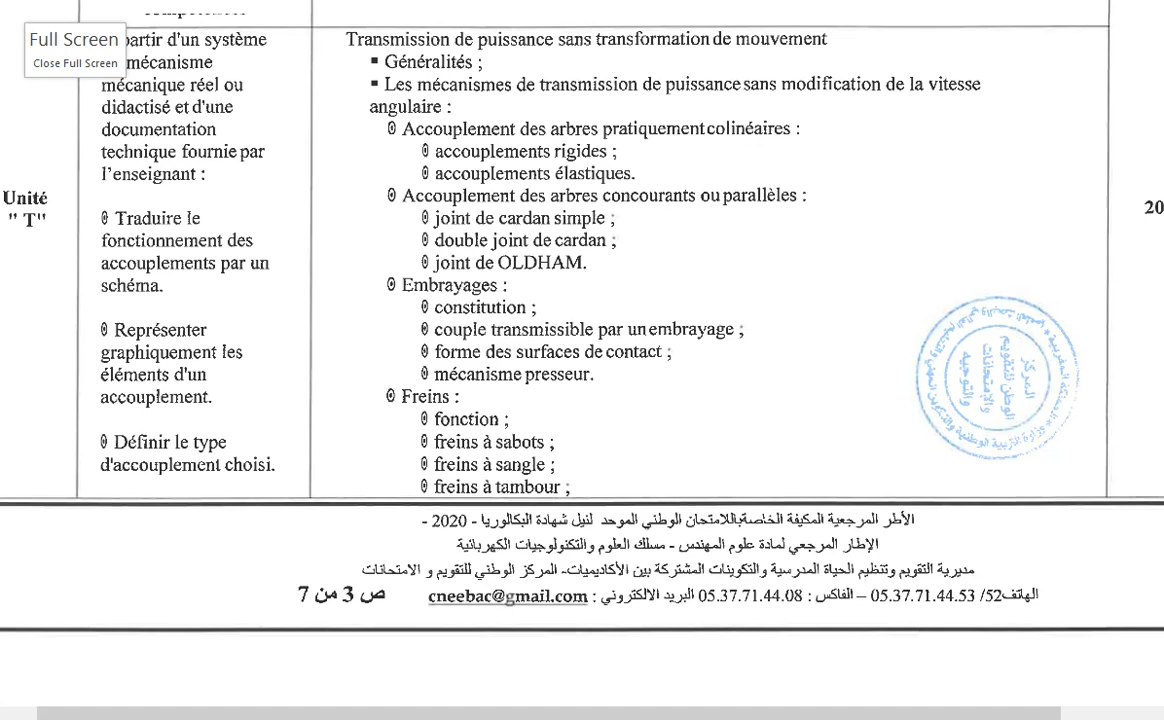 Full Screen
Close Full Screen
partir d'un système
mécanisme
mécanique réel ou
didactisé et d'une
documentation
technique fournie par
l'enseignant :
Traduire le
fonctionnement des
accouplements par un
schéma.
Représenter
graphiquement les
éléments d'un
accouplement.
Définir le type
d'accouplement choisi.
Unité
" T"
Transmission de puissance sans transformation de mouvement
▪ Généralités ;
▪ Les mécanismes de transmission de puissance sans modification de la vitesse
angulaire :
Accouplement des arbres pratiquement colinéaires :
accouplements rigides ;
accouplements élastiques.
Accouplement des arbres concourants ou parallèles :
joint de cardan simple ;
double joint de cardan ;
joint de OLDHAM.
Embrayages :
constitution ;
couple transmissible par un embrayage ;
forme des surfaces de contact ;
mécanisme presseur.
Freins :
fonction ;
freins à sabots ;
freins à sangle ;
freins à tambour ;
20
المركز
الوطني للتقويم
والامتحانات
والتوجيه
الأطر المرجعية المكيفة الخاصة باللامتحان الوطني الموحد لنيل شهادة البكالوريا - 2020 -
الإطار المرجعي لمادة علوم المهندس - مسلك العلوم والتكنولوجيات الكهربائية
مديرية التقويم وتنظيم الحياة المدرسية والتكوينات المشتركة بين الأكاديميات- المركز الوطني للتقويم و الامتحانات
الهاتف52/ 05.37.71.44.53 – الفاكس : 05.37.71.44.08 البريد الالكتروني : cneebac@gmail.com ص 3 من 7